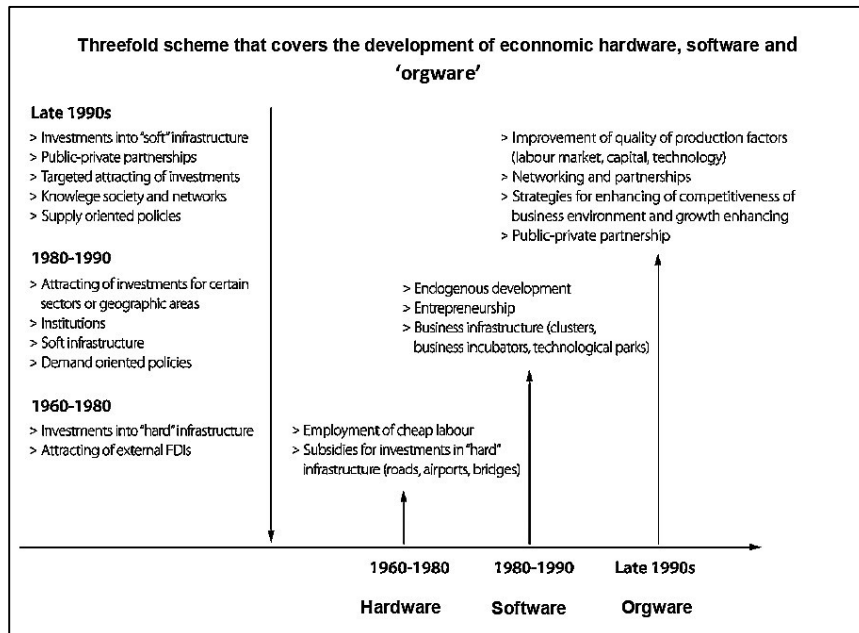 Threefold scheme that covers the development of econnomic hardware, software and
‘orgware’
Late 1990s
> Investments into “soft” infrastructure
> Public-private partnerships
> Targeted attracting of investments
> Knowlege society and networks
> Supply oriented policies
1980-1990
> Attracting of investments for certain
sectors or geographic areas
> Institutions
> Soft infrastructure
> Demand oriented policies
1960-1980
> Investments into “hard” infrastructure
> Attracting of external FDIs
> Employment of cheap labour
> Subsidies for investments in “hard”
infrastructure (roads, airports, bridges)
> Endogenous development
> Entrepreneurship
> Business infrastructure (clusters,
business incubators, technological parks)
> Improvement of quality of production factors
(labour market, capital, technology)
> Networking and partnerships
> Strategies for enhancing of competitiveness of
business environment and growth enhancing
> Public-private partnership
1960-1980
1980-1990
Late 1990s
Hardware
Software
Orgware